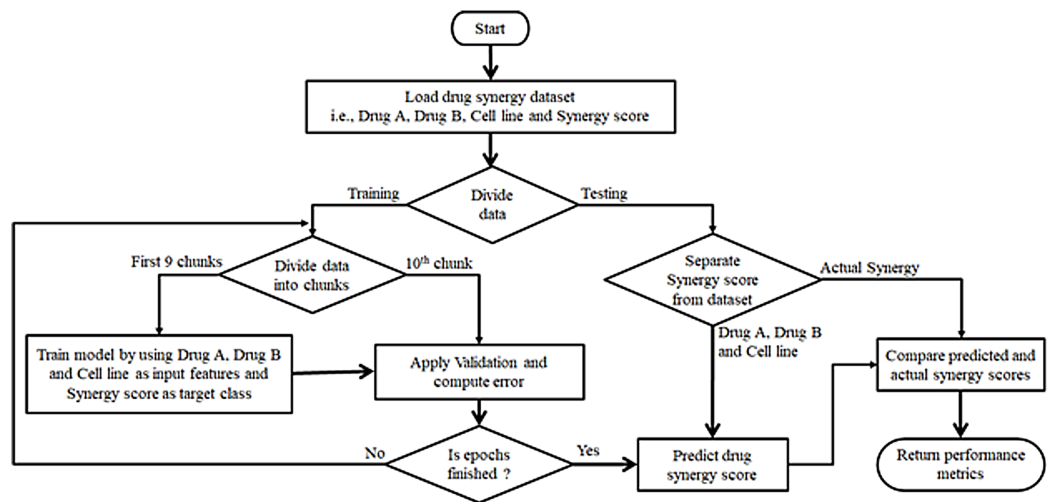 Start
Load drug synergy dataset
i.e., Drug A, Drug B, Cell line and Synergy score
Training
Divide
data
Testing
First 9 chunks
Divide data
into chunks
10th chunk
Separate
Synergy score
from dataset
Actual Synergy
Train model by using Drug A, Drug B
and Cell line as input features and
Synergy score as target class
Apply Validation and
compute error
Drug A, Drug B
and Cell line
Compare predicted and
actual synergy scores
No
Is epochs
finished ?
Yes
Predict drug
synergy score
Return performance
metrics